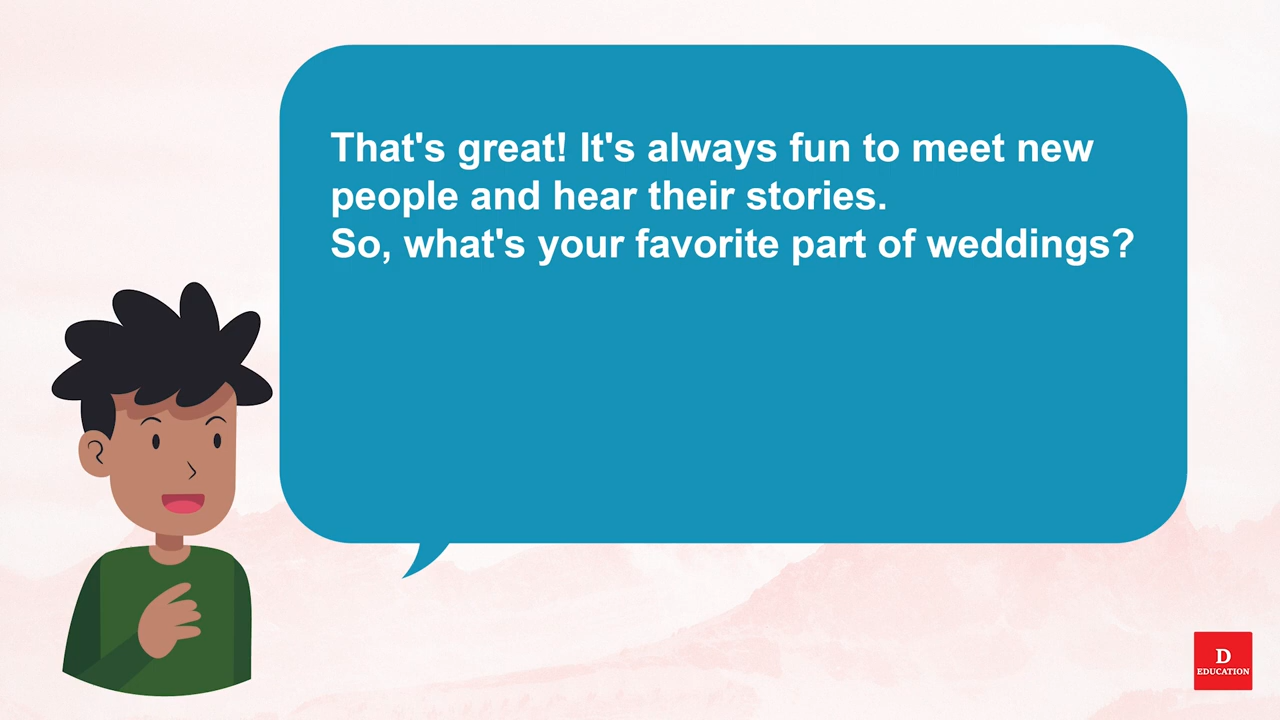 That's great! It's always fun to meet new
people and hear their stories.
So, what's your favorite part of weddings?
D
EDUCATION